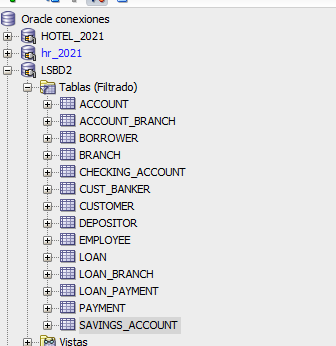 Oracle conexiones
HOTEL_2021
hr_2021
LSBD2
Tablas (Filtrado)
ACCOUNT
ACCOUNT_BRANCH
BORROWER
BRANCH
CHECKING_ACCOUNT
CUST_BANKER
CUSTOMER
DEPOSITOR
EMPLOYEE
LOAN
LOAN_BRANCH
LOAN_PAYMENT
PAYMENT
SAVINGS_ACCOUNT
Vistas